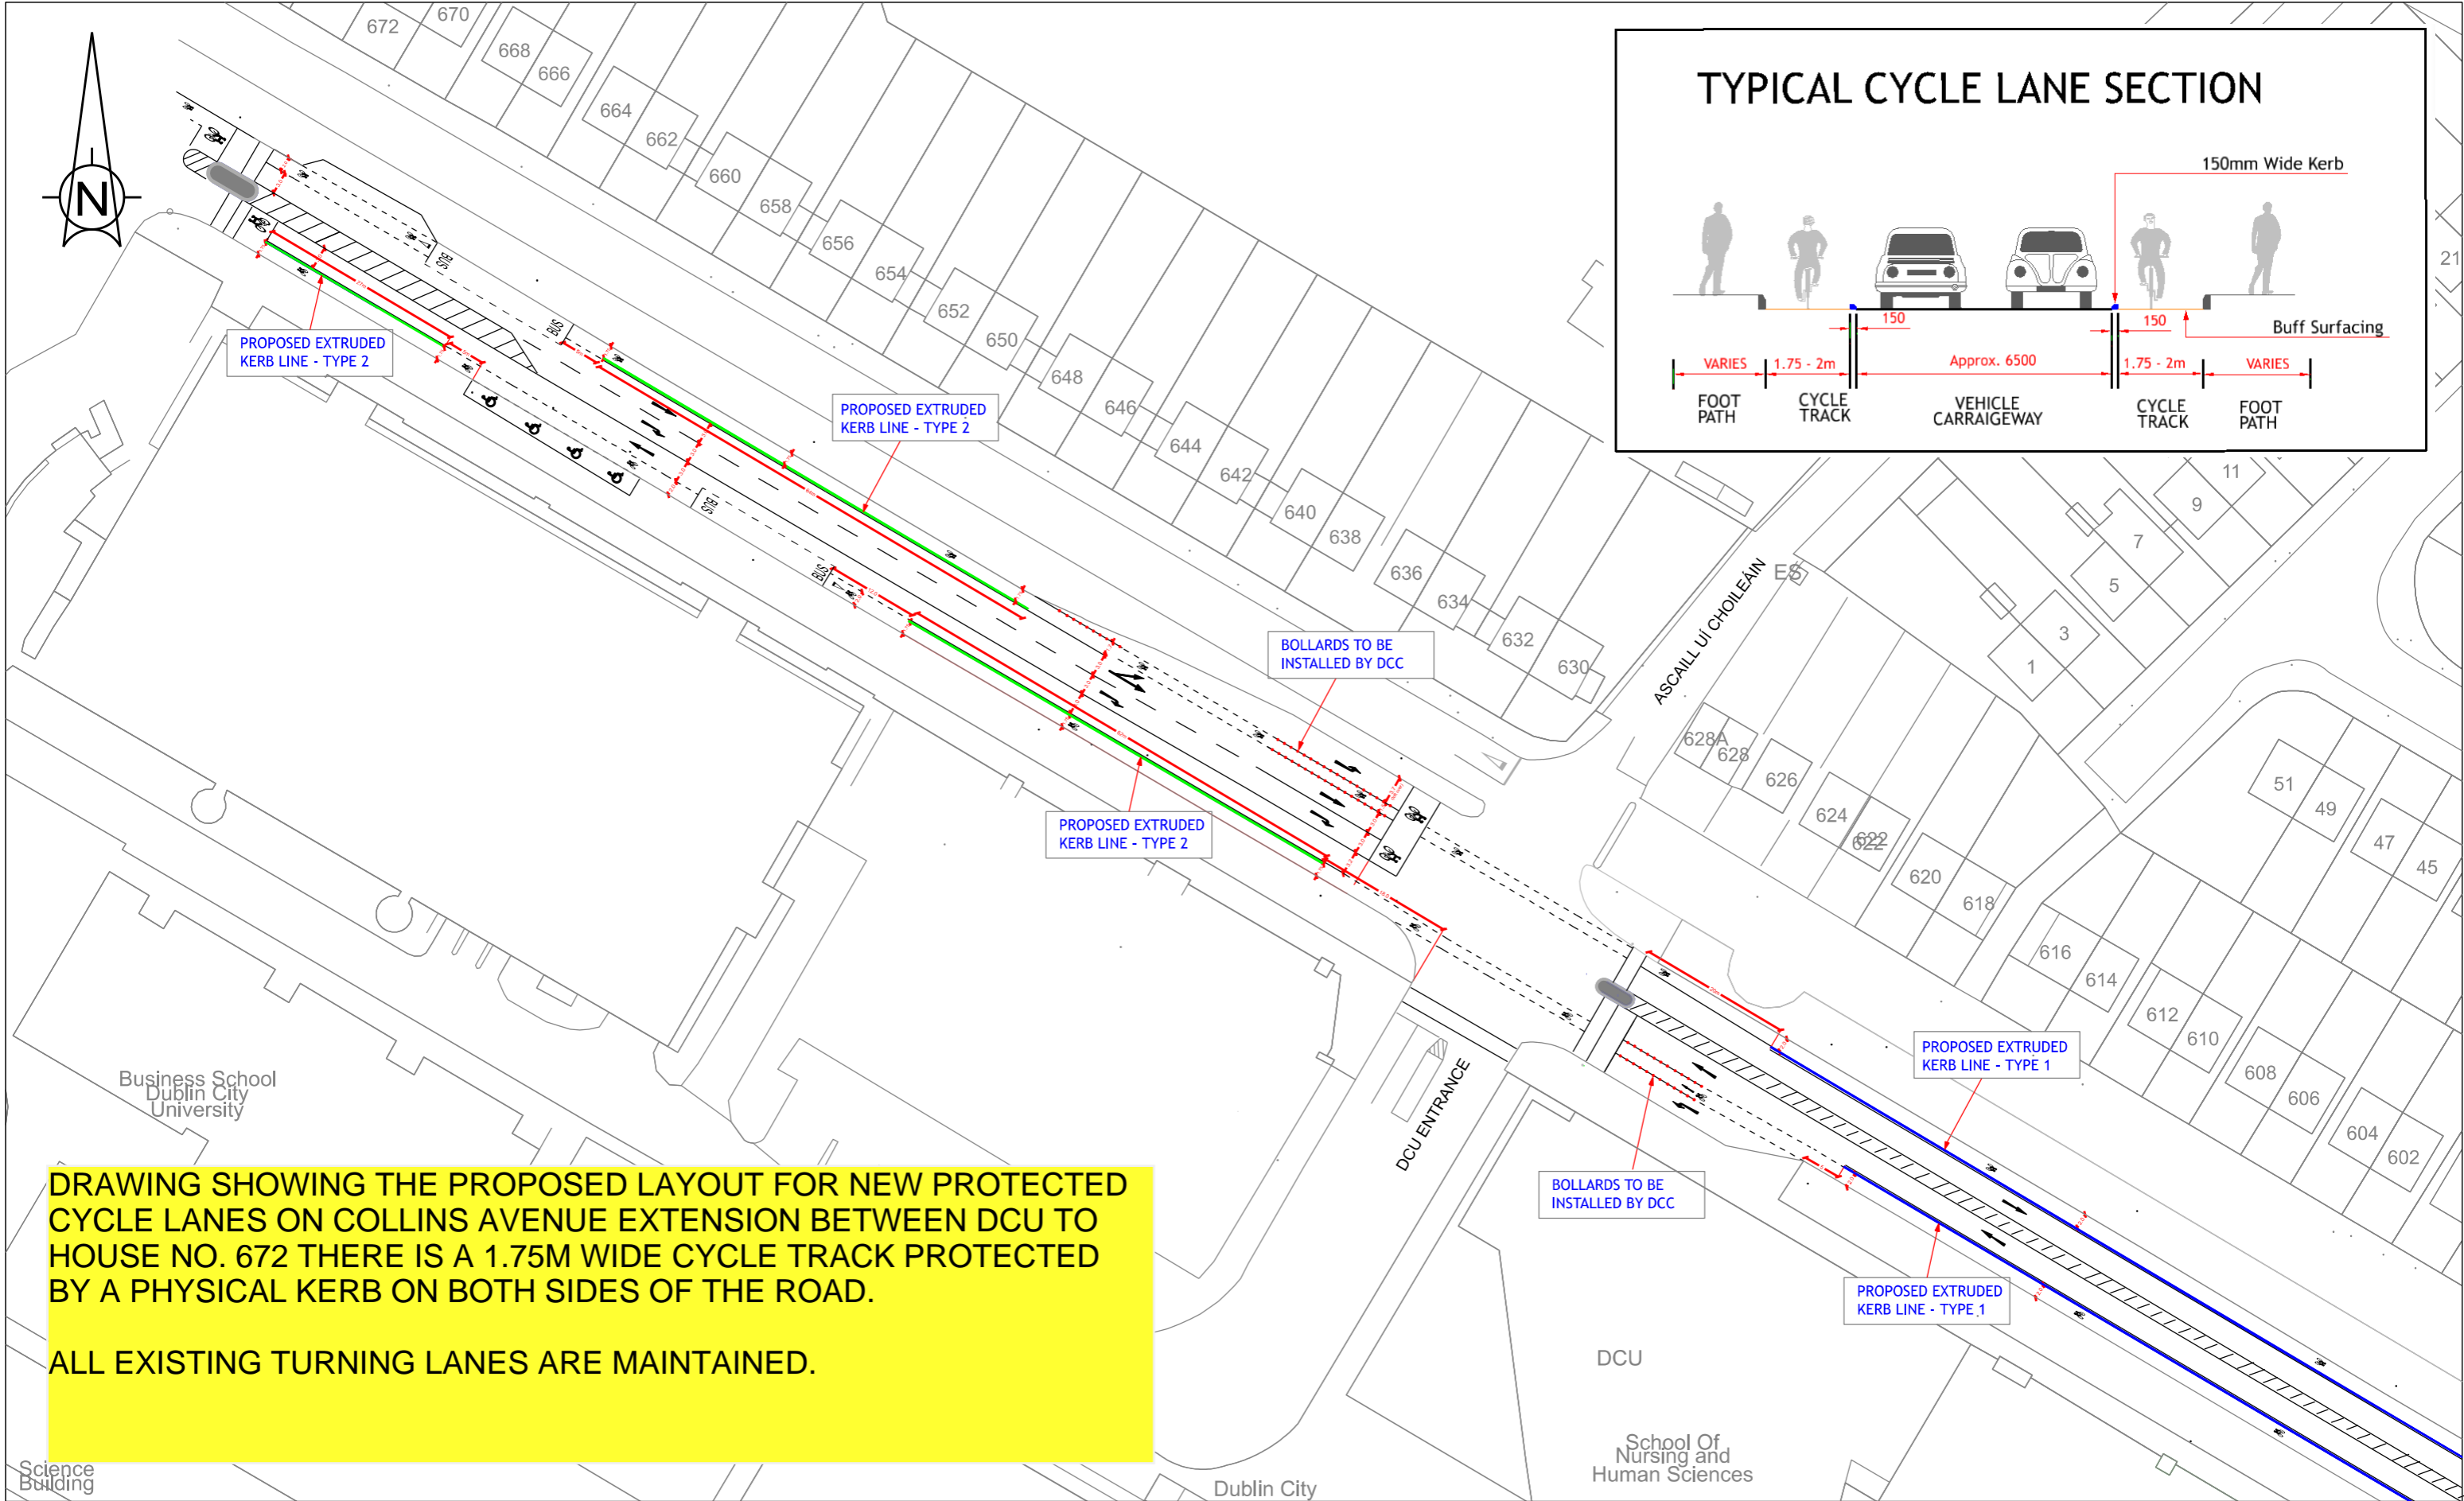 672
670
668
666
664
662
660
658
656
654
652
650
648
646
644
642
640
638
636
634
632
630
N
TYPICAL CYCLE LANE SECTION
150mm Wide Kerb
150
150
Buff Surfacing
VARIES
1.75 - 2m
Approx. 6500
1.75 - 2m
VARIES
FOOT
PATH
CYCLE
TRACK
VEHICLE
CARRAIGEWAY
CYCLE
TRACK
FOOT
PATH
21
11
9
7
5
3
1
ES
ASCAILL UÍ CHOILEÁIN
BUS
BUS
BUS
BUS
PROPOSED EXTRUDED
KERB LINE - TYPE 2
PROPOSED EXTRUDED
KERB LINE - TYPE 2
BOLLARDS TO BE
INSTALLED BY DCC
PROPOSED EXTRUDED
KERB LINE - TYPE 2
628A
628
626
624
622
622
620
618
616
614
612
610
608
606
604
602
51
49
47
45
PROPOSED EXTRUDED
KERB LINE - TYPE 1
BOLLARDS TO BE
INSTALLED BY DCC
PROPOSED EXTRUDED
KERB LINE - TYPE 1
DCU ENTRANCE
Business School
Dublin City
University
DRAWING SHOWING THE PROPOSED LAYOUT FOR NEW PROTECTED
CYCLE LANES ON COLLINS AVENUE EXTENSION BETWEEN DCU TO
HOUSE NO. 672 THERE IS A 1.75M WIDE CYCLE TRACK PROTECTED
BY A PHYSICAL KERB ON BOTH SIDES OF THE ROAD.
ALL EXISTING TURNING LANES ARE MAINTAINED.
DCU
School Of
Nursing and
Human Sciences
Science
Building
Dublin City